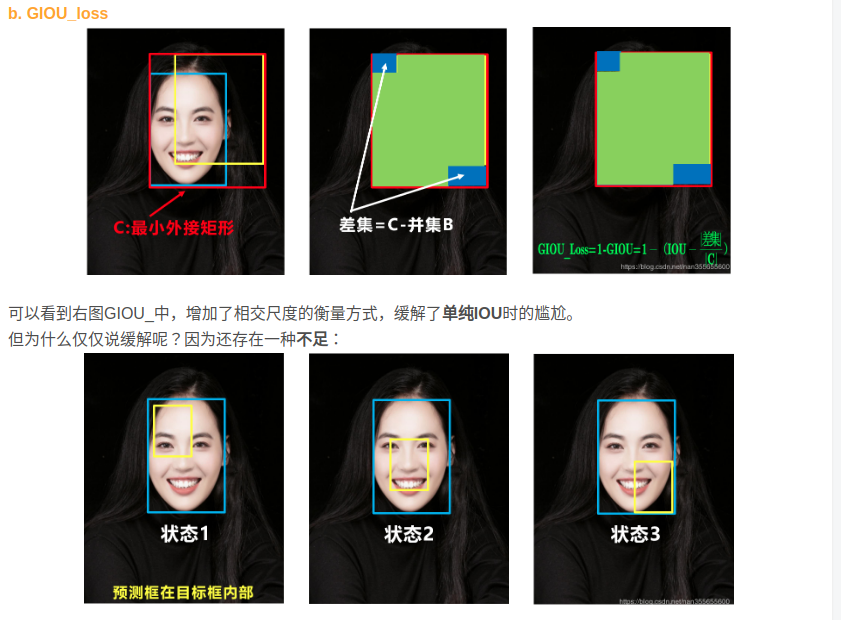 b. GIOU_loss
C:最小外接矩形
差集=C-并集B
GIOU_Loss=1-GIOU=1-(IOU-|差集|/|C|)
https://blog.csdn.net/nan355655600
可以看到右图GIOU_中，增加了相交尺度的衡量方式，缓解了单纯IOU时的尴尬。
但为什么仅仅说缓解呢？因为还存在一种不足：
状态1
状态2
状态3
预测框在目标框内部
https://blog.csdn.net/nan355655600